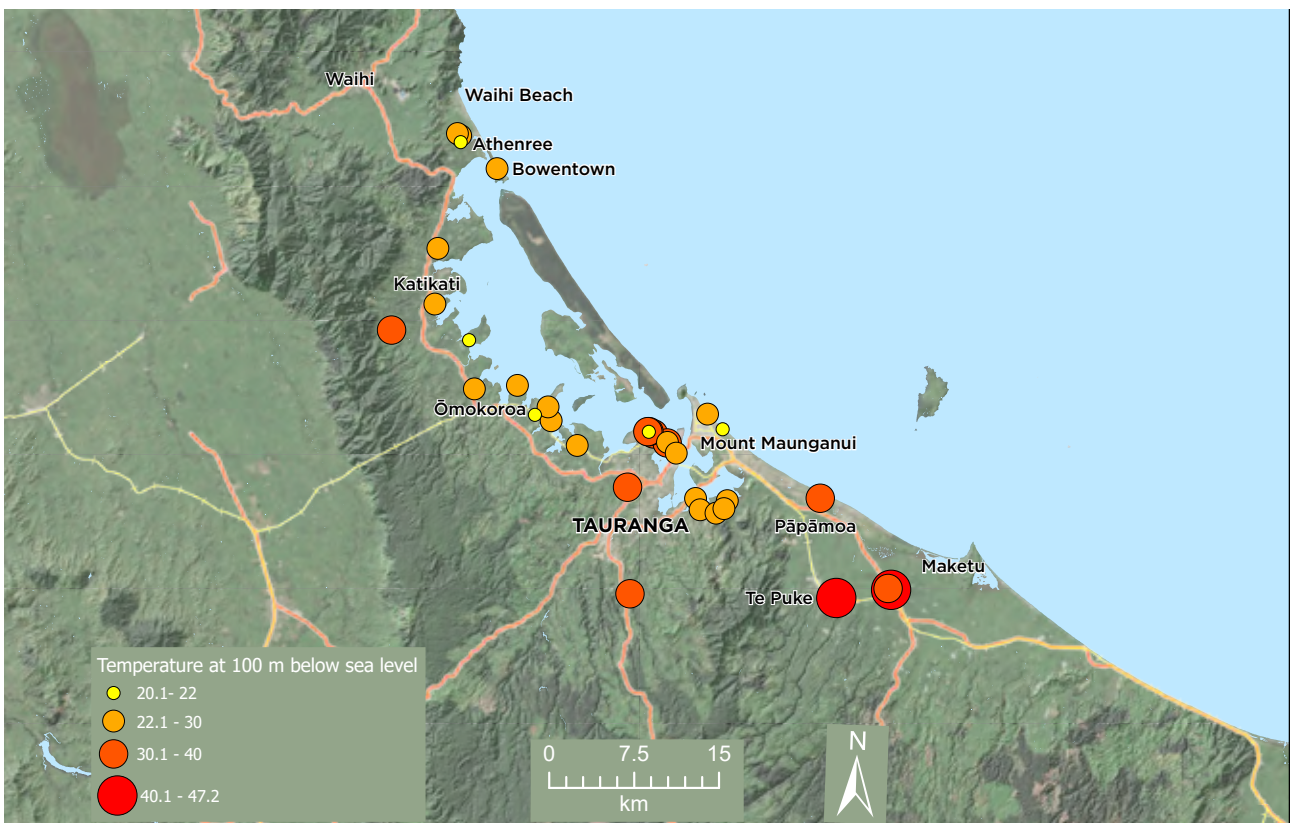 Waihi
Waihi Beach
Athenree
Bowentown
Katikati
Ōmokoroa
Mount Maunganui
TAURANGA
Pāpāmoa
Maketu
Te Puke
Temperature at 100 m below sea level
20.1- 22
22.1 - 30
30.1 - 40
40.1 - 47.2
0 7.5 15
km
N